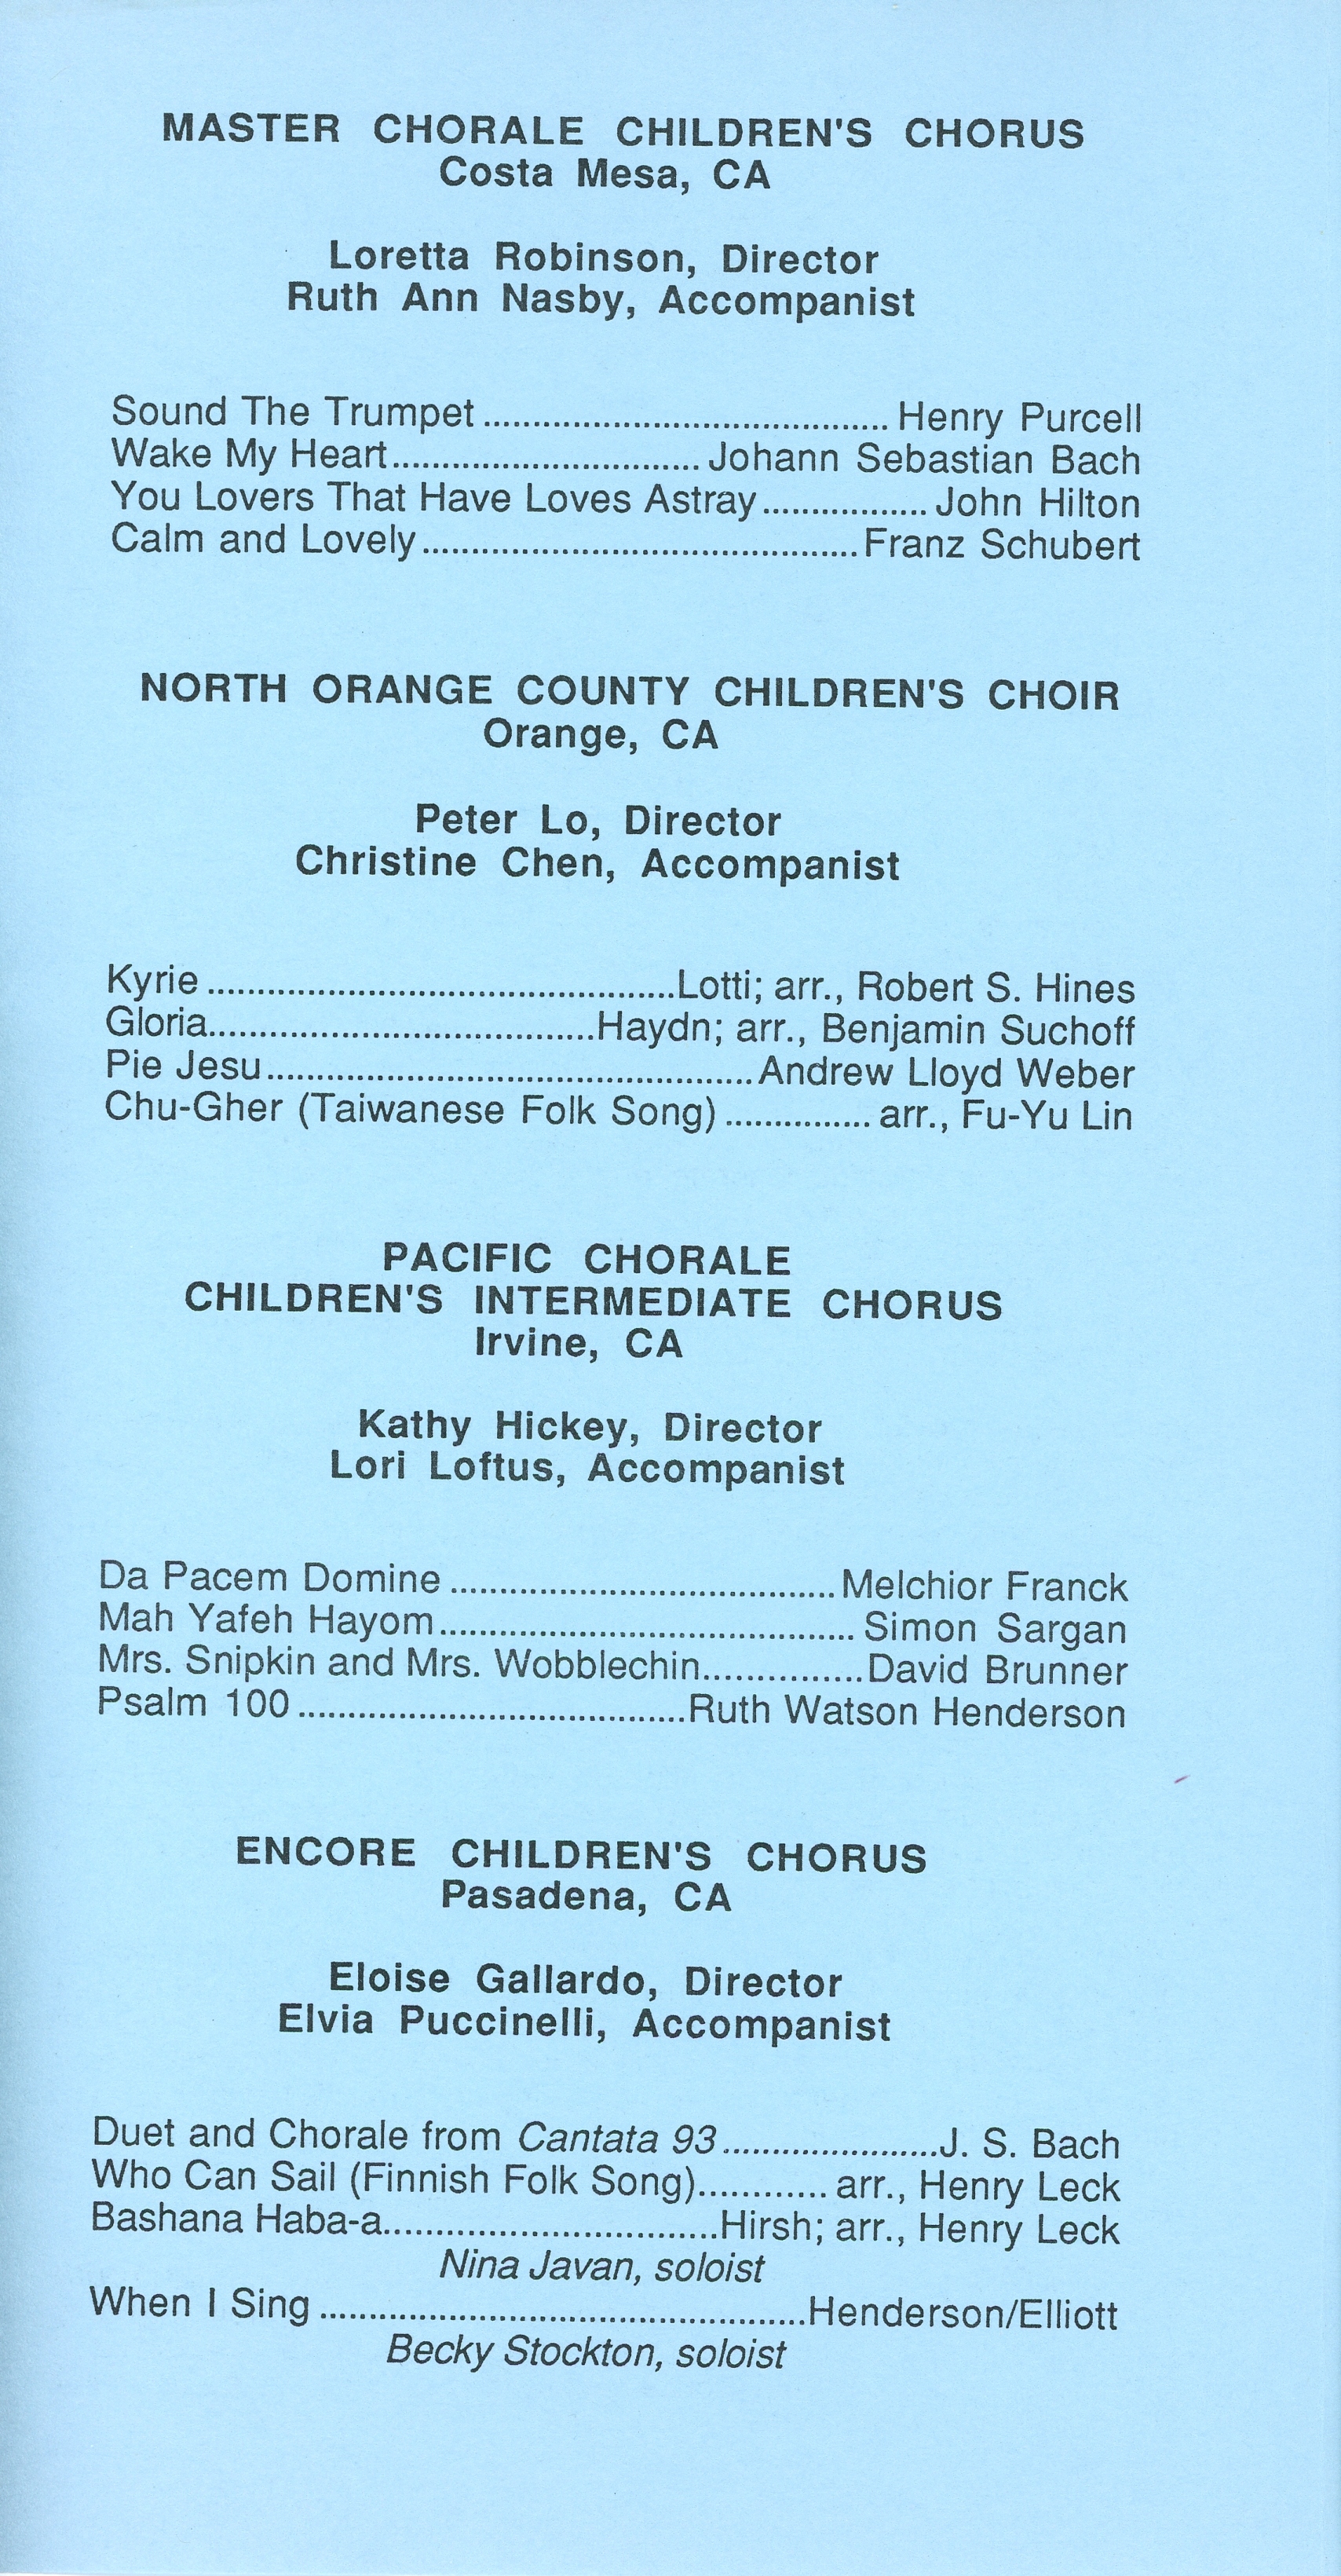 MASTER CHORALE CHILDREN'S CHORUS
Costa Mesa, CA
Loretta Robinson, Director
Ruth Ann Nasby, Accompanist
Sound The Trumpet ......................................... Henry Purcell
Wake My Heart............................... Johann Sebastian Bach
You Lovers That Have Loves Astray................. John Hilton
Calm and Lovely............................................ Franz Schubert
NORTH ORANGE COUNTY CHILDREN'S CHOIR
Orange, CA
Peter Lo, Director
Christine Chen, Accompanist
Kyrie ...............................................Lotti; arr., Robert S. Hines
Gloria.......................................Haydn; arr., Benjamin Suchoff
Pie Jesu.................................................Andrew Lloyd Weber
Chu-Gher (Taiwanese Folk Song) ............... arr., Fu-Yu Lin
PACIFIC CHORALE
CHILDREN'S INTERMEDIATE CHORUS
Irvine, CA
Kathy Hickey, Director
Lori Loftus, Accompanist
Da Pacem Domine .......................................Melchior Franck
Mah Yafeh Hayom.......................................... Simon Sargan
Mrs. Snipkin and Mrs. Wobblechin................David Brunner
Psalm 100 .......................................Ruth Watson Henderson
ENCORE CHILDREN'S CHORUS
Pasadena, CA
Eloise Gallardo, Director
Elvia Puccinelli, Accompanist
Duet and Chorale from Cantata 93......................J. S. Bach
Who Can Sail (Finnish Folk Song)............. arr., Henry Leck
Bashana Haba-a..................................Hirsh; arr., Henry Leck
Nina Javan, soloist
When I Sing .................................................Henderson/Elliott
Becky Stockton, soloist